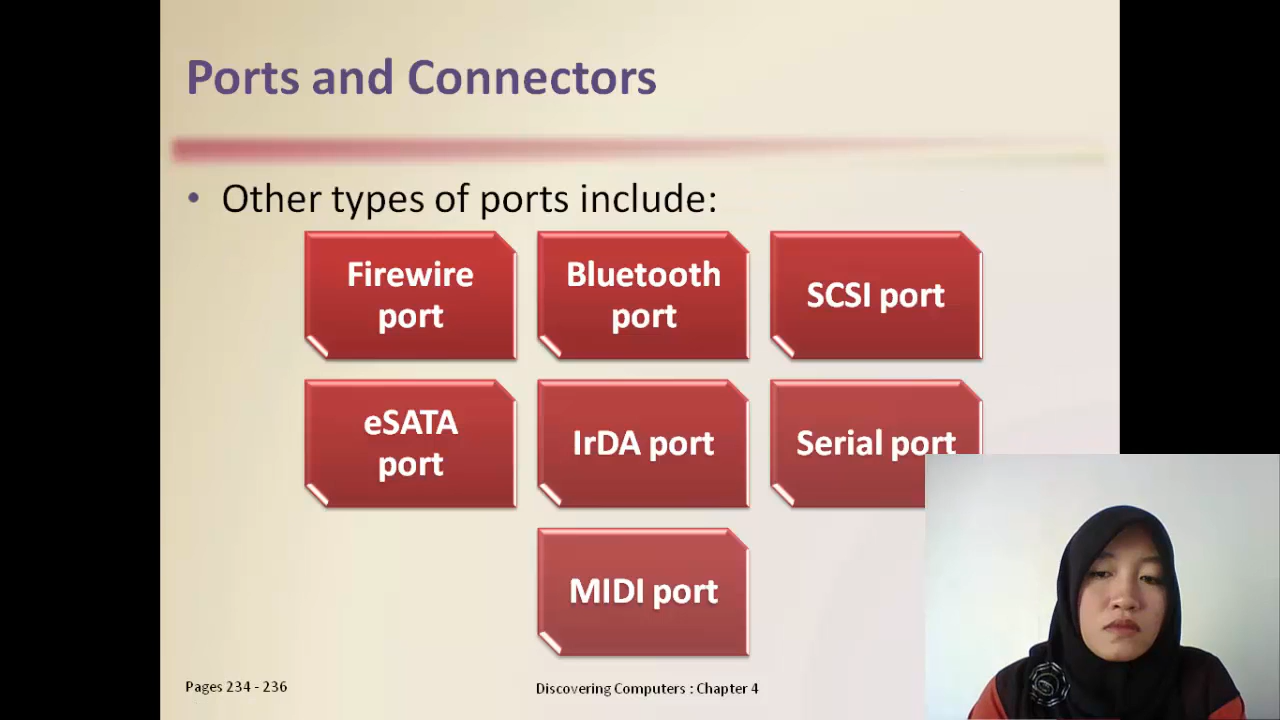 Ports and Connectors
• Other types of ports include:
Firewire
port
Bluetooth
port
SCSI port
eSATA
port
IrDA port
Serial port
MIDI port
Pages 234 - 236
Discovering Computers : Chapter 4